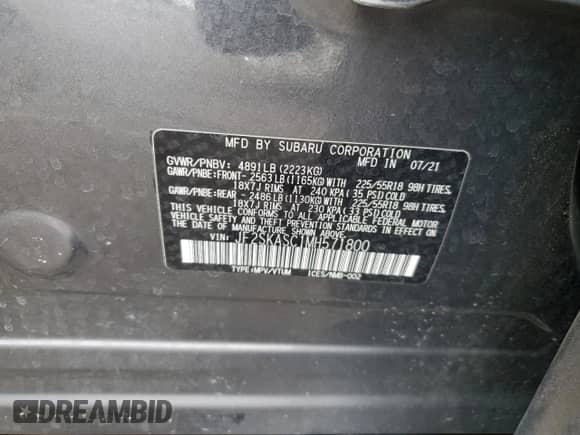 MFD BY SUBARU CORPORATION MFD IN 07/21
GVWR/PNBV: 4891LB (2223KG)
GAWR/PNBE:FRONT- 2563LB(1165KG)WITH 225/55R18 98H TIRES,
18X7J RIMS AT 240 KPA( 35 PSI)COLD
GAWR/PNBE:REAR - 2486LB(1130KG)WITH 225/55R18 98H TIRES,
18X7J RIMS AT 230 KPA( 33 PSI)COLD
THIS VEHICLE CONFORMS TO ALL APPLICABLE FEDERAL MOTOR
VEHICLE SAFETY AND THEFT PREVENTION STANDARDS IN EFFECT ON
THE DATE OF MANUFACTURE SHOWN ABOVE.
VIN: JF2SKASC1MH571800
TYPE:MPV/VTUM ICES/NMB-002
DREAMBID